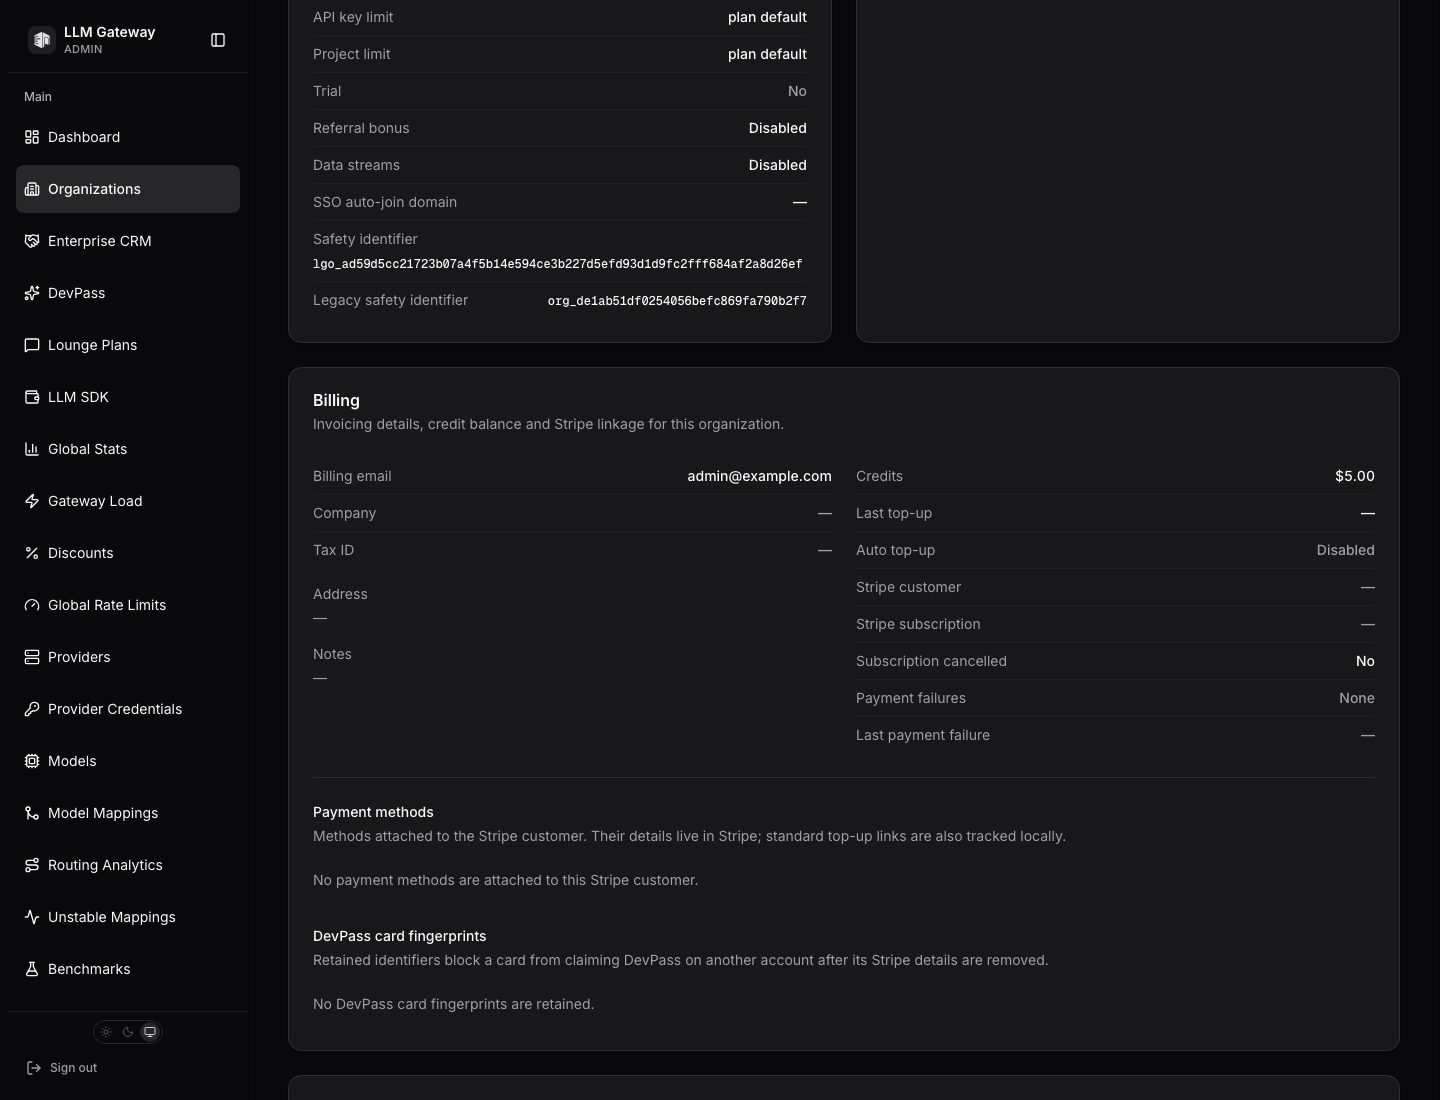 LLM Gateway
ADMIN
Main
Dashboard
Organizations
Enterprise CRM
DevPass
Lounge Plans
LLM SDK
Global Stats
Gateway Load
Discounts
Global Rate Limits
Providers
Provider Credentials
Models
Model Mappings
Routing Analytics
Unstable Mappings
Benchmarks
Sign out
API key limit plan default
Project limit plan default
Trial No
Referral bonus Disabled
Data streams Disabled
SSO auto-join domain —
Safety identifier
lgo_ad59d5cc21723b07a4f5b14e594ce3b227d5efd93d1d9fc2fff684af2a8d26ef
Legacy safety identifier org_de1ab51df0254056befc869fa790b2f7
Billing
Invoicing details, credit balance and Stripe linkage for this organization.
Billing email admin@example.com
Company —
Tax ID —
Address
—
Notes
—
Credits $5.00
Last top-up —
Auto top-up Disabled
Stripe customer —
Stripe subscription —
Subscription cancelled No
Payment failures None
Last payment failure —
Payment methods
Methods attached to the Stripe customer. Their details live in Stripe; standard top-up links are also tracked locally.
No payment methods are attached to this Stripe customer.
DevPass card fingerprints
Retained identifiers block a card from claiming DevPass on another account after its Stripe details are removed.
No DevPass card fingerprints are retained.